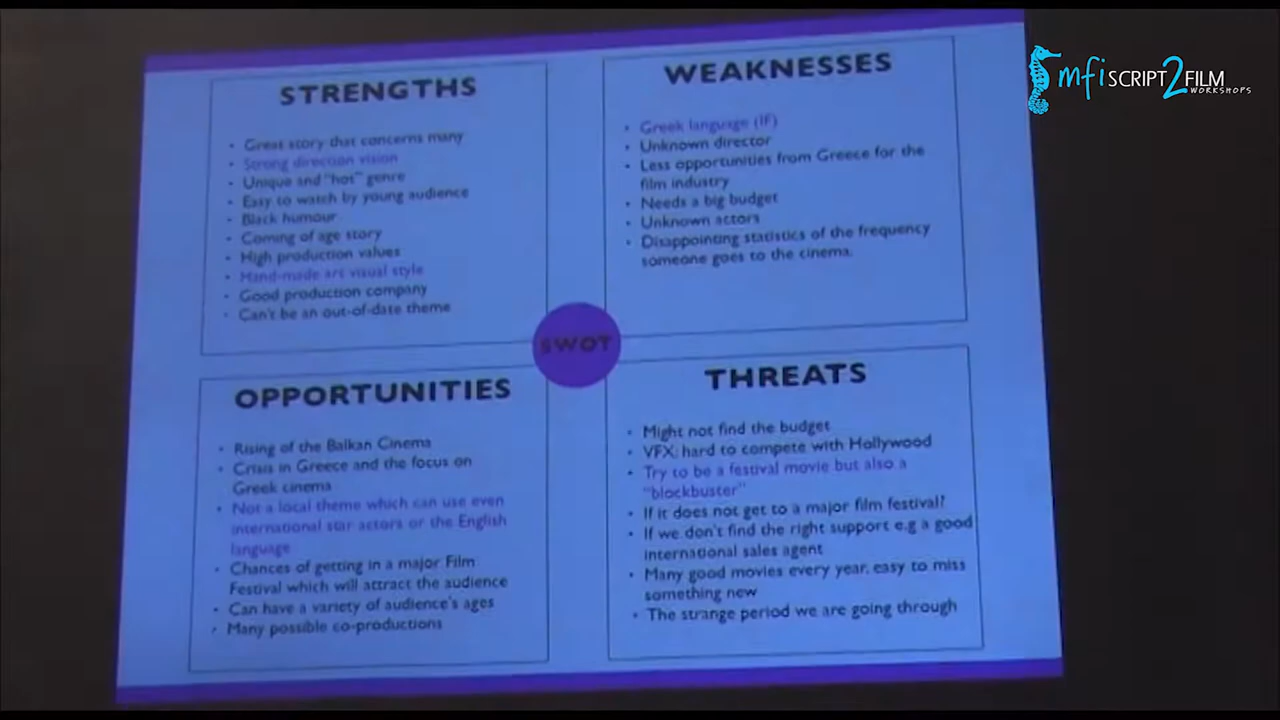 STRENGTHS
• Great story that concerns many
• Strong direction vision
• Unique and "hot" genre
• Easy to watch by young audience
• Black humour
• Coming of age story
• High production values
• Hand-made art visual style
• Good production company
• Can't be an out-of-date theme
WEAKNESSES
• Greek language (IF)
• Unknown director
• Less opportunities from Greece for the
film industry
• Needs a big budget
• Unknown actors
• Disappointing statistics of the frequency
someone goes to the cinema.
SWOT
OPPORTUNITIES
• Rising of the Balkan Cinema
• Crisis in Greece and the focus on
Greek cinema
• Not a local theme which can use even
international star actors or the English
language
• Chances of getting in a major Film
Festival which will attract the audience
• Can have a variety of audience's ages
• Many possible co-productions
THREATS
• Might not find the budget
• VFX: hard to compete with Hollywood
• Try to be a festival movie but also a
"blockbuster"
• If it does not get to a major film festival?
• If we don't find the right support e.g a good
international sales agent
• Many good movies every year, easy to miss
something new
• The strange period we are going through
mfi SCRIPT2FILM
WORKSHOPS